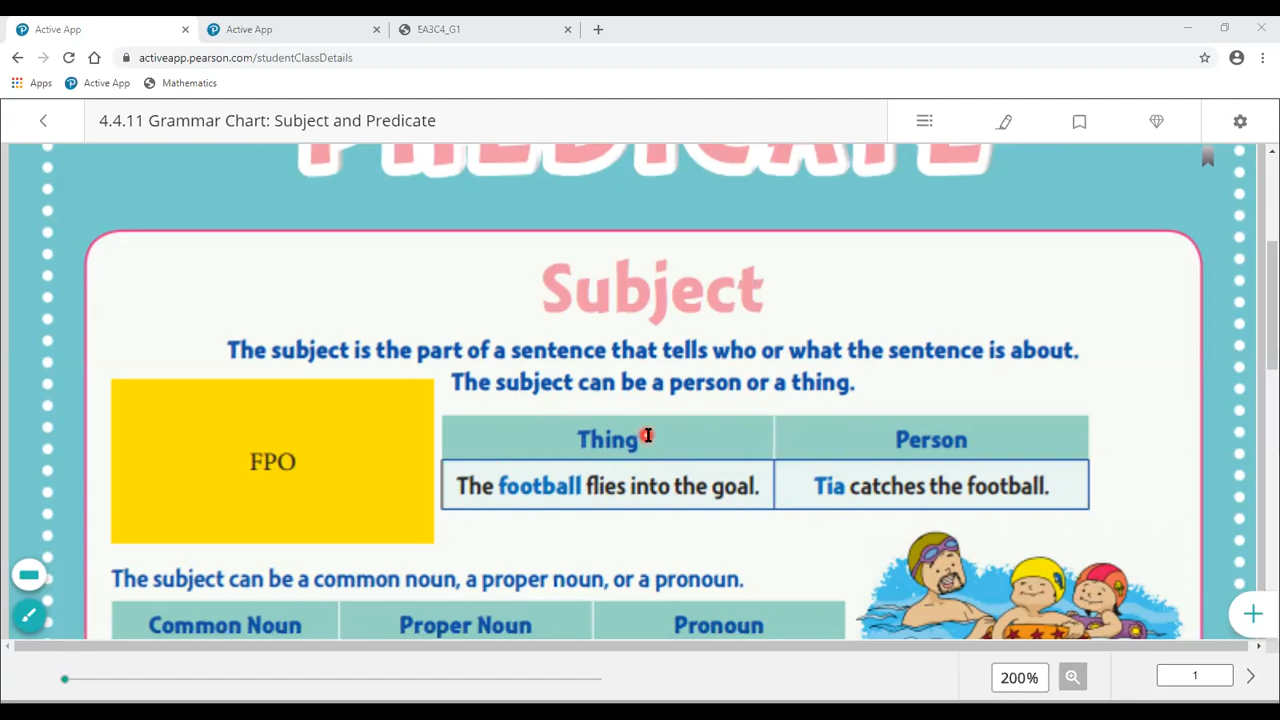 Active App
Active App
EA3C4_G1
activeapp.pearson.com/studentClassDetails
Apps
Active App
Mathematics
4.4.11 Grammar Chart: Subject and Predicate
PREDICATE
Subject
The subject is the part of a sentence that tells who or what the sentence is about.
The subject can be a person or a thing.
FPO
Thing
Person
The football flies into the goal.
Tia catches the football.
The subject can be a common noun, a proper noun, or a pronoun.
Common Noun
Proper Noun
Pronoun
200%
1